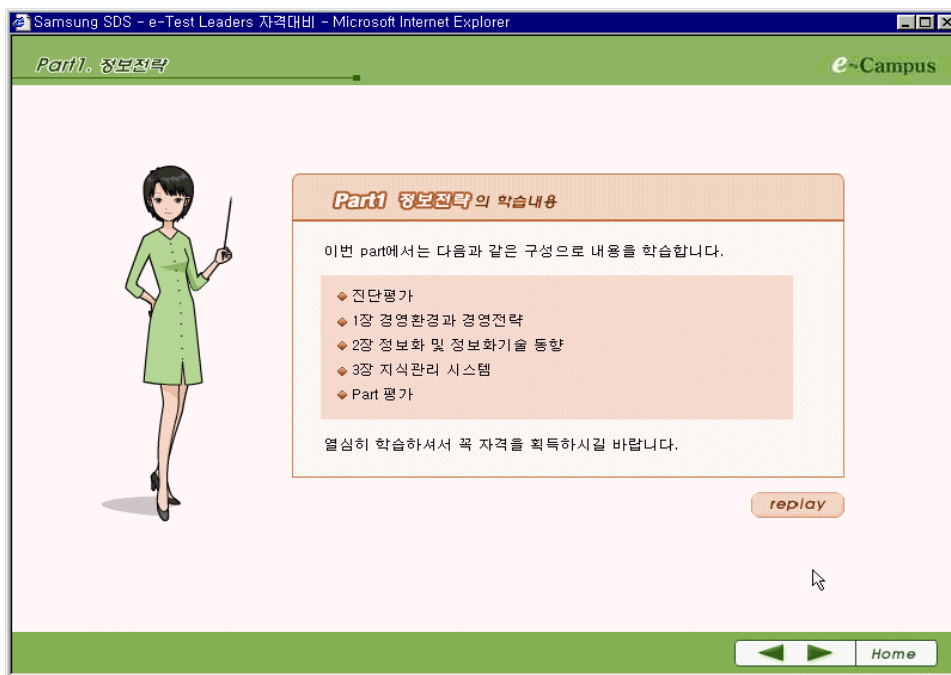 Samsung SDS - e-Test Leaders 자격대비 - Microsoft Internet Explorer
Part1. 정보전략
e~Campus
Part1 정보전략의 학습내용
이번 part에서는 다음과 같은 구성으로 내용을 학습합니다.
진단평가
1장 경영환경과 경영전략
2장 정보화 및 정보화기술 동향
3장 지식관리 시스템
Part 평가
열심히 학습하셔서 꼭 자격을 획득하시길 바랍니다.
replay
Home